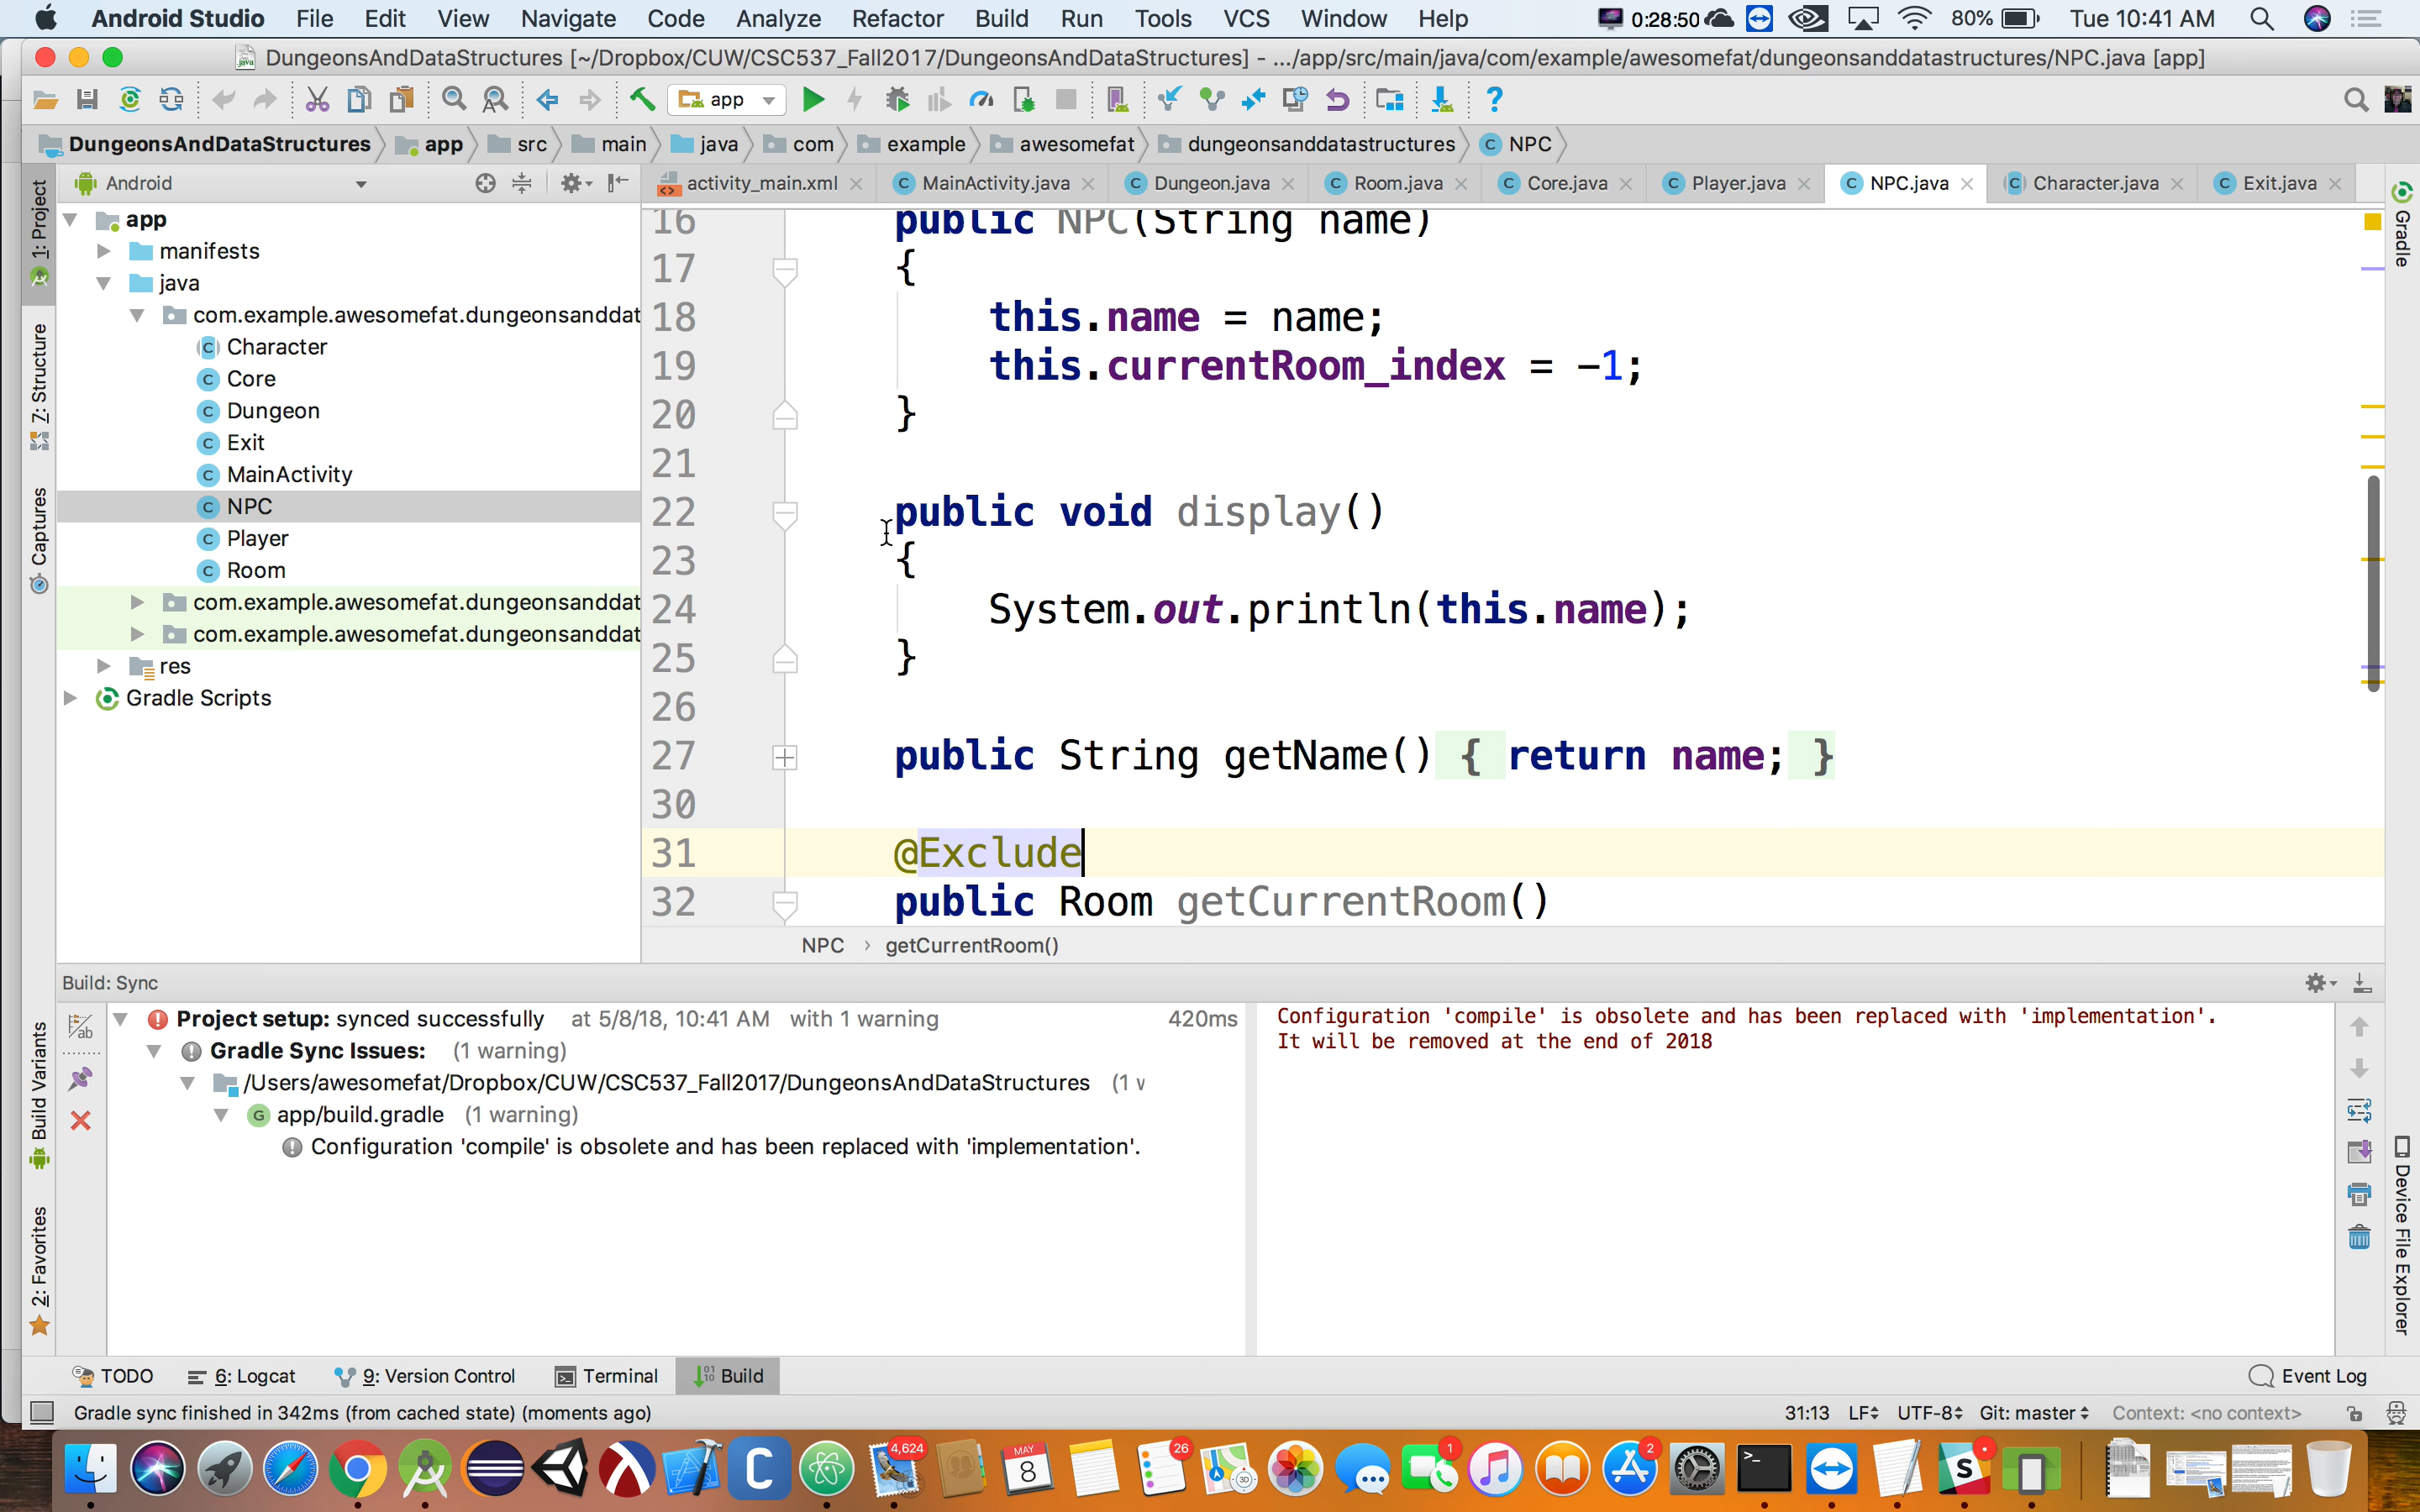 Android Studio File Edit View Navigate Code Analyze Refactor Build Run Tools VCS Window Help 0:28:50 80% Tue 10:41 AM
DungeonsAndDataStructures [~/Dropbox/CUW/CSC537_Fall2017/DungeonsAndDataStructures] - .../app/src/main/java/com/example/awesomefat/dungeonsanddatastructures/NPC.java [app]
app
DungeonsAndDataStructures app src main java com example awesomefat dungeonsanddatastructures NPC
Android
activity_main.xml MainActivity.java Dungeon.java Room.java Core.java Player.java NPC.java Character.java Exit.java
1: Project
Z: Structure
Captures
Build Variants
2: Favorites
app
manifests
java
com.example.awesomefat.dungeonsanddat
Character
Core
Dungeon
Exit
MainActivity
NPC
Player
Room
com.example.awesomefat.dungeonsanddat
com.example.awesomefat.dungeonsanddat
res
Gradle Scripts
16 public NPC(String name)
17 {
18 this.name = name;
19 this.currentRoom_index = -1;
20 }
21
22 public void display()
23 {
24 System.out.println(this.name);
25 }
26
27 public String getName() { return name; }
30
31 @Exclude
32 public Room getCurrentRoom()
NPC › getCurrentRoom()
Gradle
Device File Explorer
Build: Sync
Project setup: synced successfully at 5/8/18, 10:41 AM with 1 warning 420ms
Gradle Sync Issues: (1 warning)
/Users/awesomefat/Dropbox/CUW/CSC537_Fall2017/DungeonsAndDataStructures (1 w
app/build.gradle (1 warning)
Configuration 'compile' is obsolete and has been replaced with 'implementation'.
Configuration 'compile' is obsolete and has been replaced with 'implementation'.
It will be removed at the end of 2018
TODO 6: Logcat 9: Version Control Terminal Build Event Log
Gradle sync finished in 342ms (from cached state) (moments ago) 31:13 LF UTF-8 Git: master Context: <no context>
4,624 MAY 8 26 3D 1 2